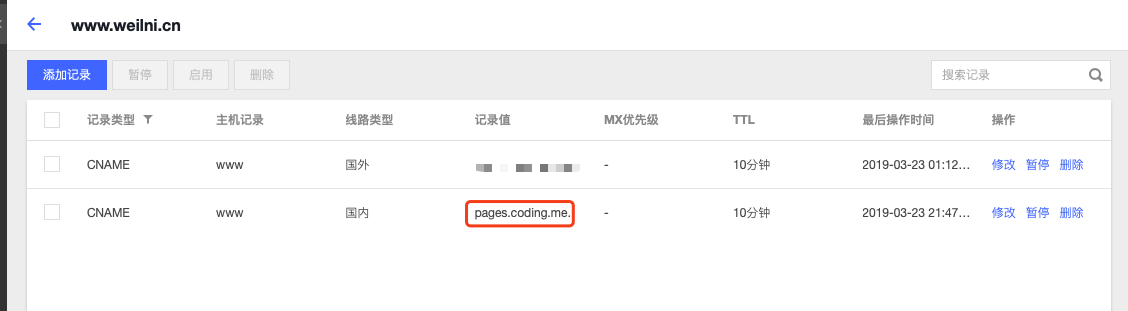 www.weilni.cn
添加记录 暂停 启用 删除 搜索记录
记录类型 主机记录 线路类型 记录值 MX优先级 TTL 最后操作时间 操作
CNAME www 国外 - 10分钟 2019-03-23 01:12... 修改 暂停 删除
CNAME www 国内 pages.coding.me. - 10分钟 2019-03-23 21:47... 修改 暂停 删除